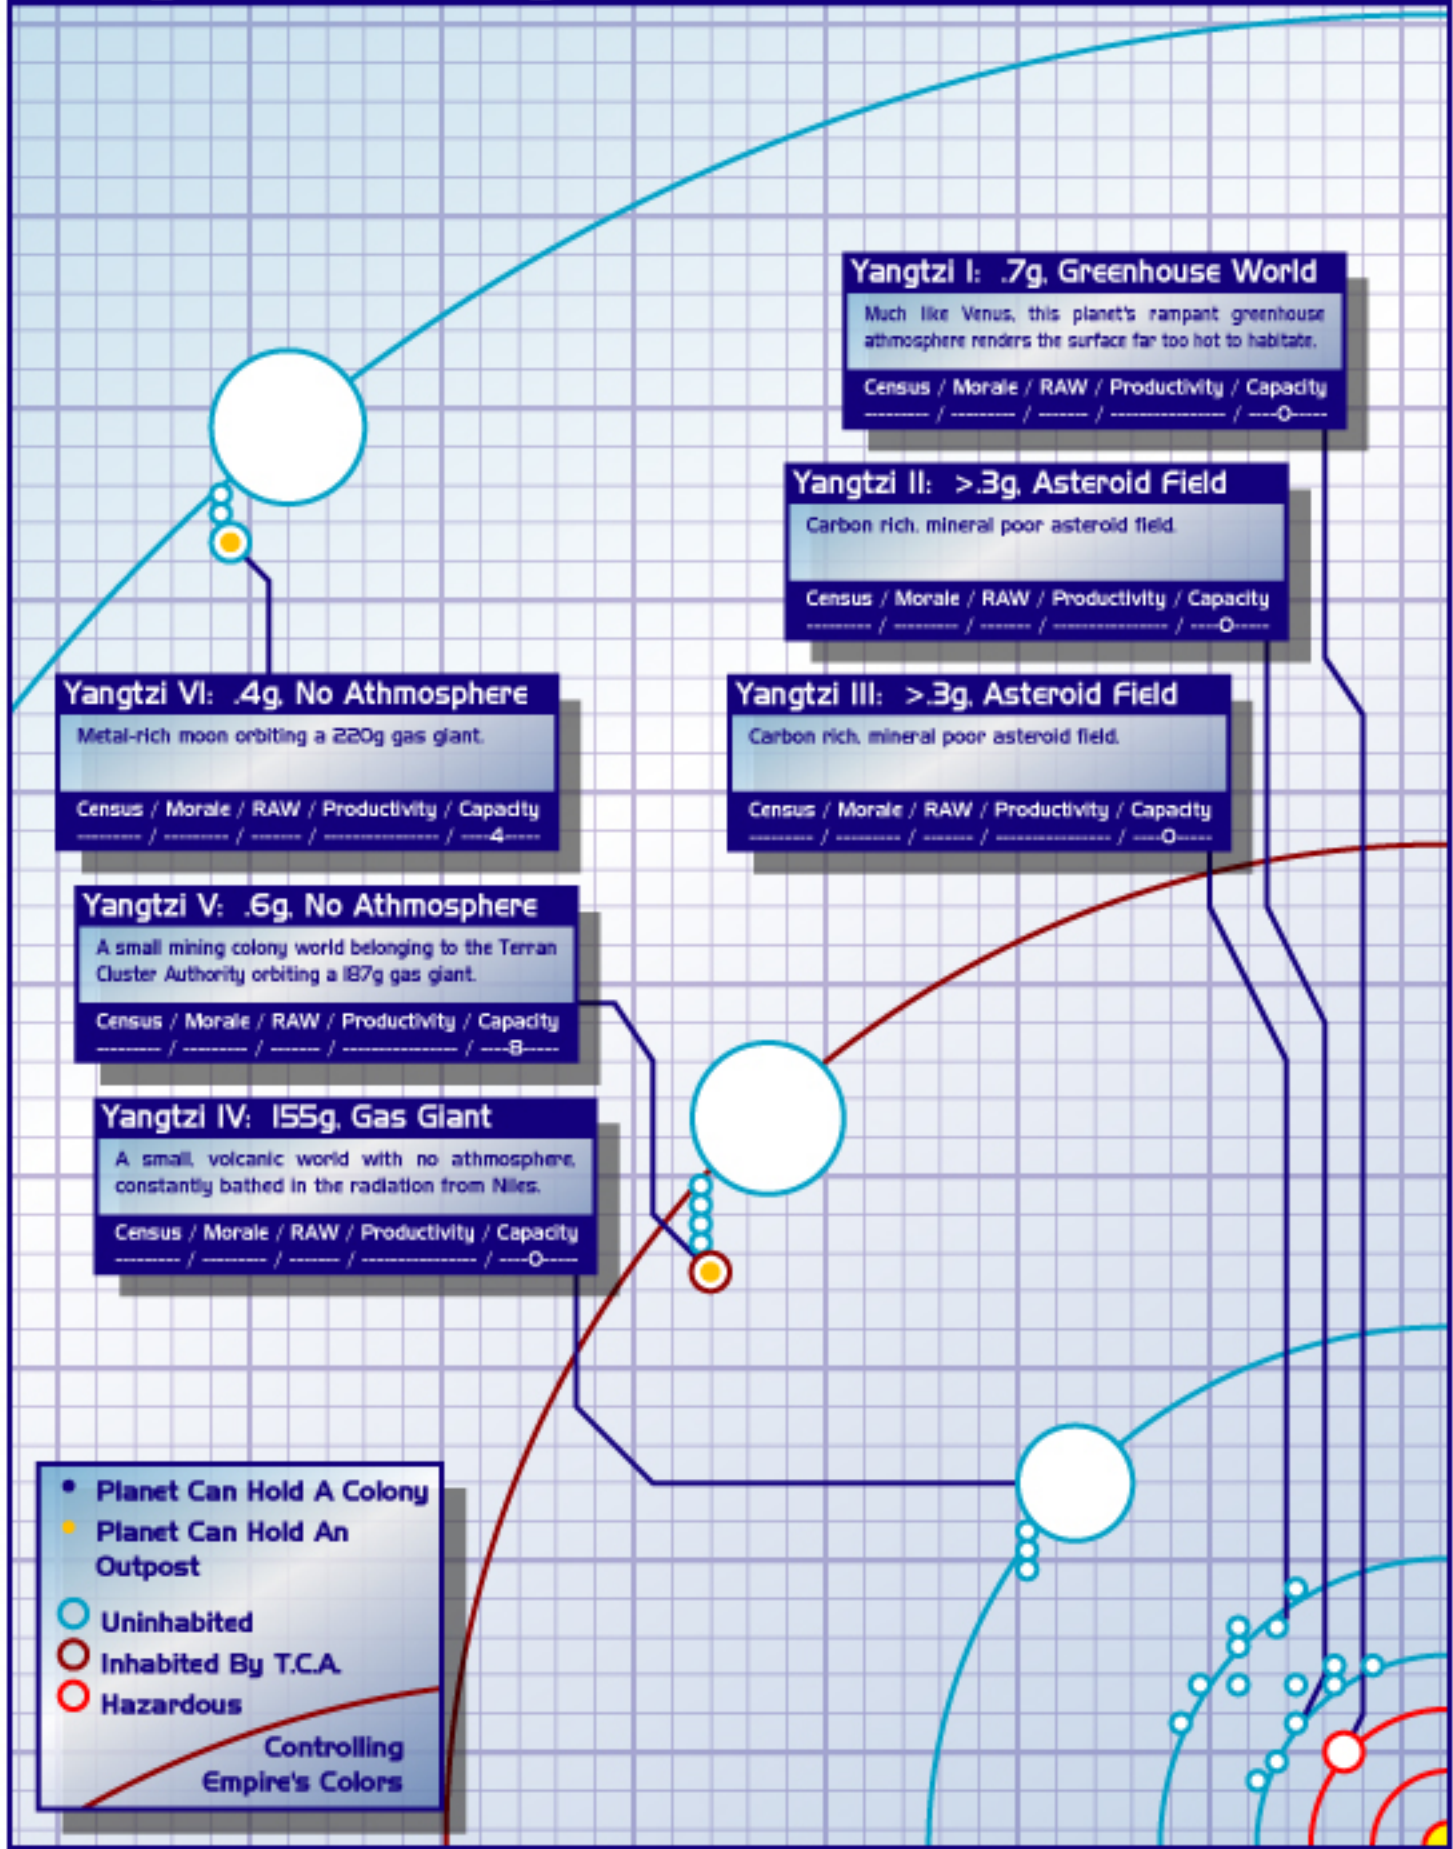 Yangtzi I: .7g, Greenhouse World
Much like Venus, this planet's rampant greenhouse
athmosphere renders the surface far too hot to habitate.
Census / Morale / RAW / Productivity / Capacity
--------- / --------- / ------- / ---------------- / ----0-----
Yangtzi II: >.3g, Asteroid Field
Carbon rich, mineral poor asteroid field.
Census / Morale / RAW / Productivity / Capacity
--------- / --------- / ------- / ---------------- / ----0-----
Yangtzi III: >.3g, Asteroid Field
Carbon rich, mineral poor asteroid field.
Census / Morale / RAW / Productivity / Capacity
--------- / --------- / ------- / ---------------- / ----0-----
Yangtzi VI: .4g, No Athmosphere
Metal-rich moon orbiting a 220g gas giant.
Census / Morale / RAW / Productivity / Capacity
--------- / --------- / ------- / ---------------- / ----4-----
Yangtzi V: .6g, No Athmosphere
A small mining colony world belonging to the Terran
Cluster Authority orbiting a 187g gas giant.
Census / Morale / RAW / Productivity / Capacity
--------- / --------- / ------- / ---------------- / ----8-----
Yangtzi IV: 155g, Gas Giant
A small, volcanic world with no athmosphere,
constantly bathed in the radiation from Niles.
Census / Morale / RAW / Productivity / Capacity
--------- / --------- / ------- / ---------------- / ----0-----
Planet Can Hold A Colony
Planet Can Hold An
Outpost
Uninhabited
Inhabited By T.C.A.
Hazardous
Controlling
Empire's Colors